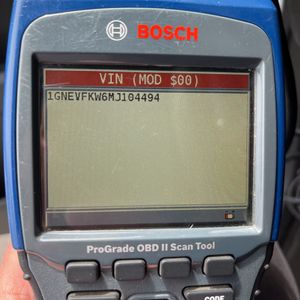 BOSCH
VIN (MOD $00)
1GNEVFKW6MJ104494
ProGrade OBD II Scan Tool
CODE